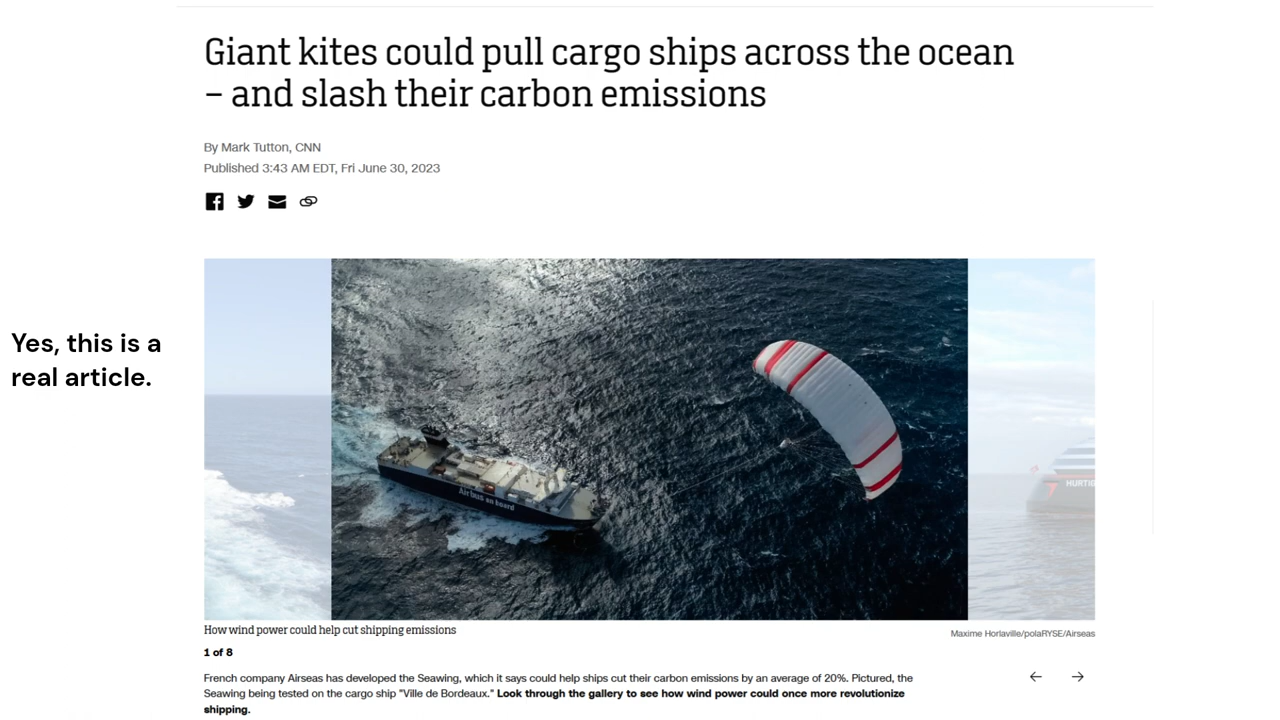 Giant kites could pull cargo ships across the ocean
– and slash their carbon emissions
By Mark Tutton, CNN
Published 3:43 AM EDT, Fri June 30, 2023
Yes, this is a
real article.
Airbus on board
HURTIG
How wind power could help cut shipping emissions
Maxime Horlaville/polaRYSE/Airseas
1 of 8
French company Airseas has developed the Seawing, which it says could help ships cut their carbon emissions by an average of 20%. Pictured, the
Seawing being tested on the cargo ship "Ville de Bordeaux." Look through the gallery to see how wind power could once more revolutionize
shipping.